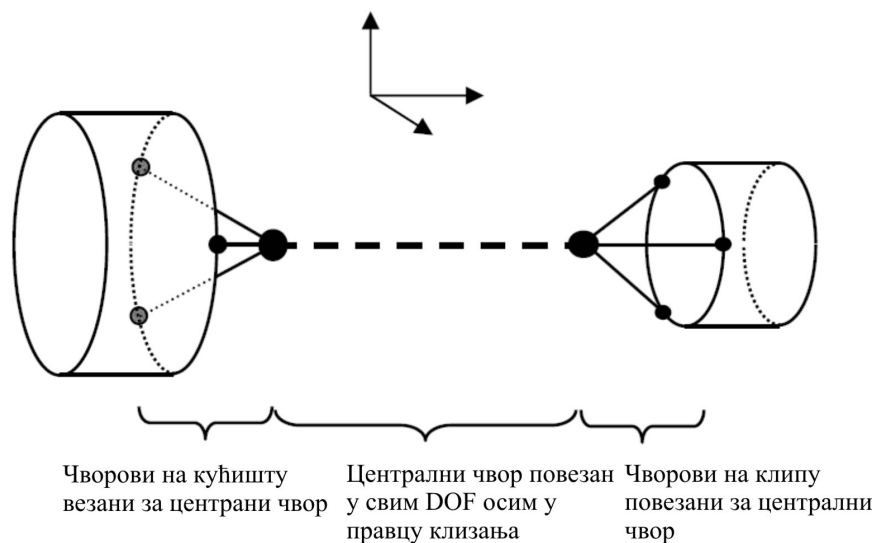 Чворови на кућишту
везани за центрани чвор
Централни чвор повезан
у свим DOF осим у
правцу клизања
Чворови на клипу
повезани за централни
чвор